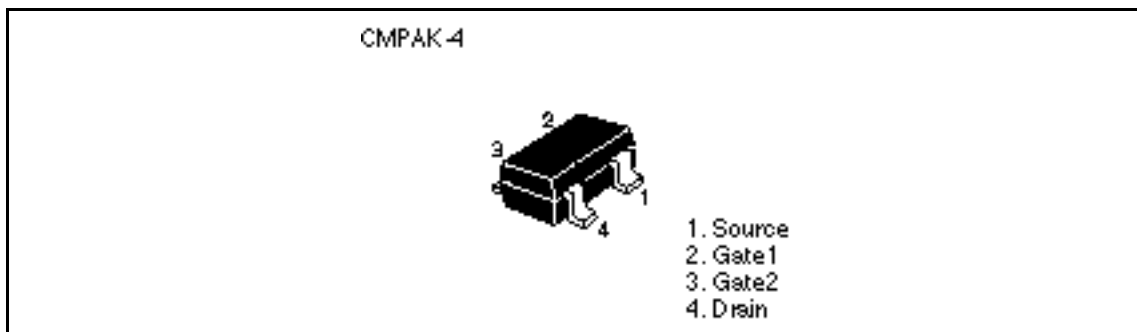 CMPAK-4
2
3
1
4
1. Source
2. Gate1
3. Gate2
4. Drain